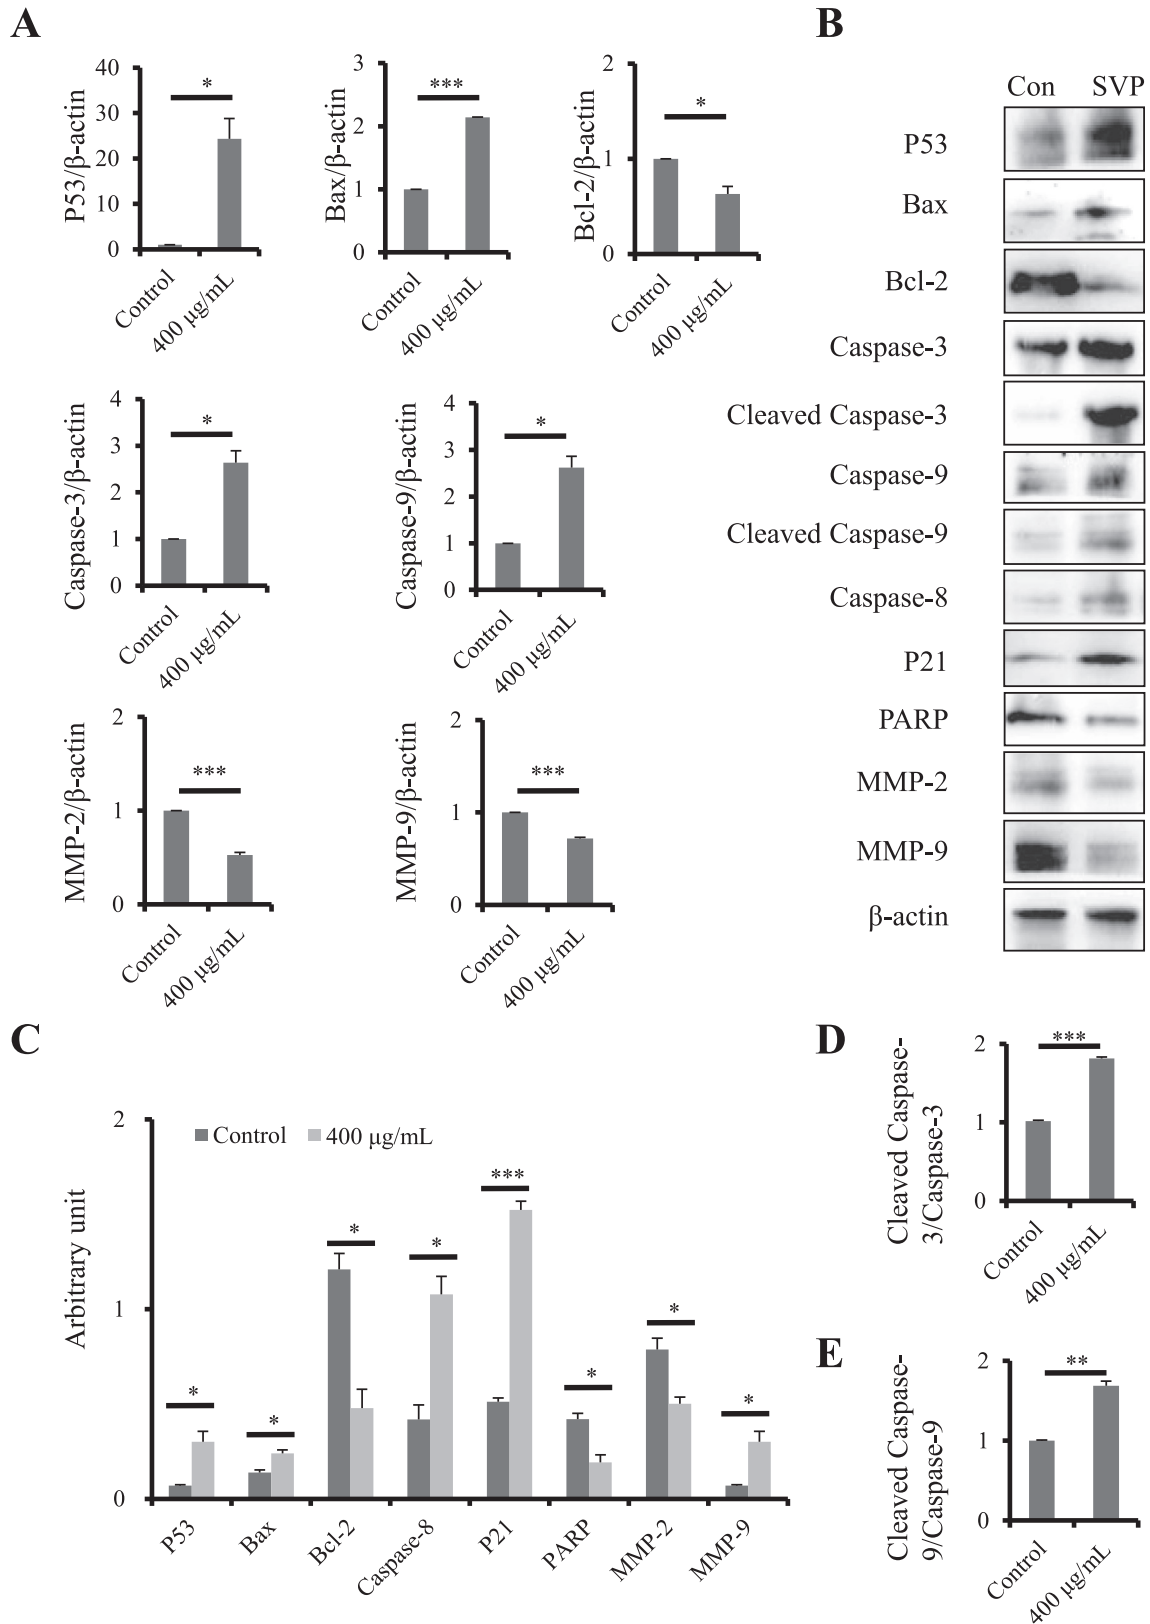 A
40
30
20
10
0
P53/β-actin
*
Control
400 µg/mL
3
2
1
0
Bax/β-actin
***
Control
400 µg/mL
2
1
0
Bcl-2/β-actin
*
Control
400 µg/mL
4
3
2
1
0
Caspase-3/β-actin
*
Control
400 µg/mL
4
3
2
1
0
Caspase-9/β-actin
*
Control
400 µg/mL
2
1
0
MMP-2/β-actin
***
Control
400 µg/mL
2
1
0
MMP-9/β-actin
***
Control
400 µg/mL
B
Con SVP
P53
Bax
Bcl-2
Caspase-3
Cleaved Caspase-3
Caspase-9
Cleaved Caspase-9
Caspase-8
P21
PARP
MMP-2
MMP-9
β-actin
C
2
1
0
Arbitrary unit
Control 400 µg/mL
*
*
*
*
***
*
*
*
P53
Bax
Bcl-2
Caspase-8
P21
PARP
MMP-2
MMP-9
D
Cleaved Caspase-
3/Caspase-3
2
1
0
***
Control
400 µg/mL
E
Cleaved Caspase-
9/Caspase-9
2
1
0
**
Control
400 µg/mL